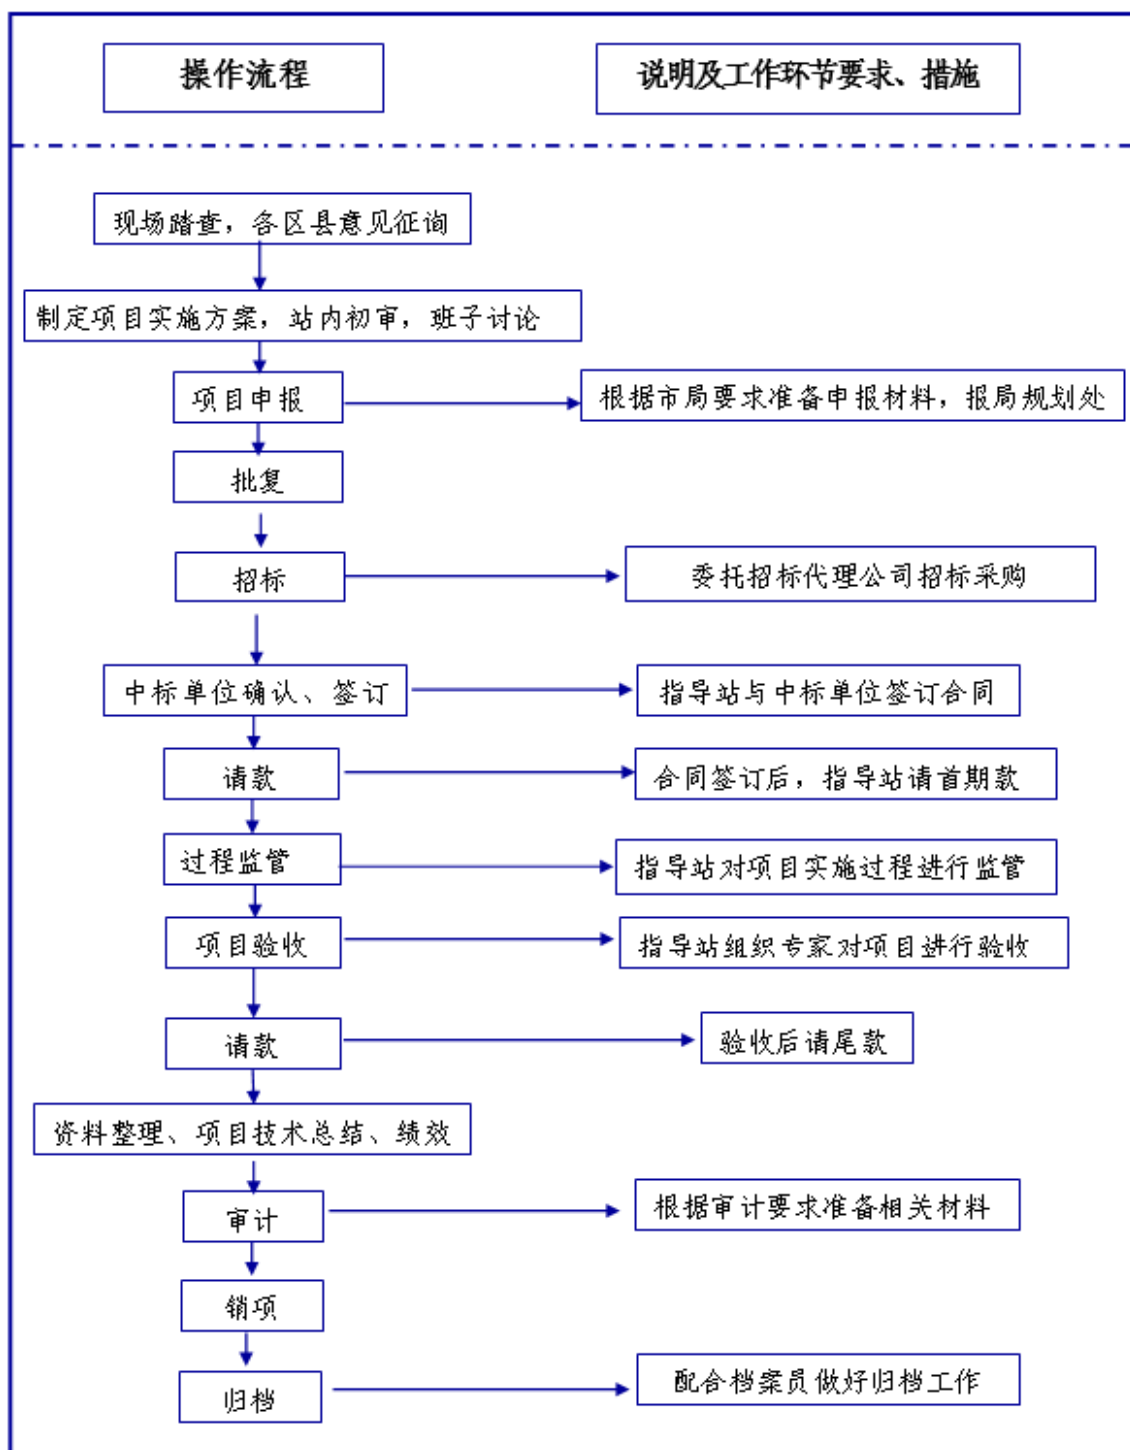 操作流程
说明及工作环节要求、措施
现场踏查，各区县意见征询
制定项目实施方案，站内初审，班子讨论
项目申报
根据市局要求准备申报材料，报局规划处
批复
招标
委托招标代理公司招标采购
中标单位确认、签订
指导站与中标单位签订合同
请款
合同签订后，指导站请首期款
过程监管
指导站对项目实施过程进行监管
项目验收
指导站组织专家对项目进行验收
请款
验收后请尾款
资料整理、项目技术总结、绩效
审计
根据审计要求准备相关材料
销项
归档
配合档案员做好归档工作